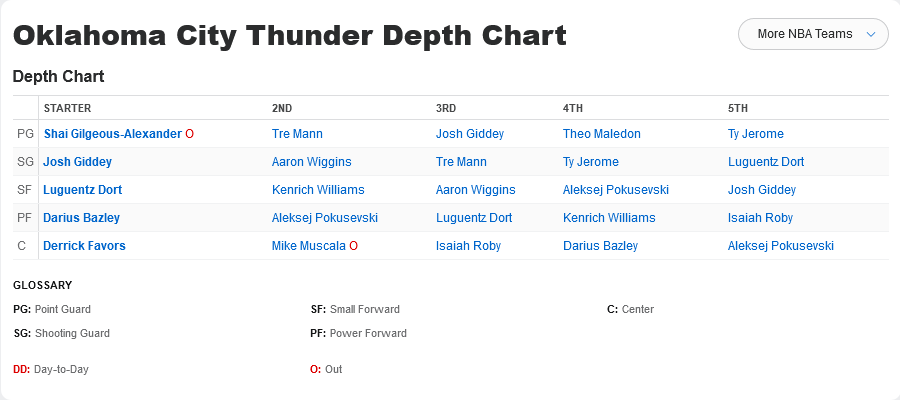 Oklahoma City Thunder Depth Chart
More NBA Teams
Depth Chart
STARTER 2ND 3RD 4TH 5TH
PG Shai Gilgeous-Alexander O Tre Mann Josh Giddey Theo Maledon Ty Jerome
SG Josh Giddey Aaron Wiggins Tre Mann Ty Jerome Luguentz Dort
SF Luguentz Dort Kenrich Williams Aaron Wiggins Aleksej Pokusevski Josh Giddey
PF Darius Bazley Aleksej Pokusevski Luguentz Dort Kenrich Williams Isaiah Roby
C Derrick Favors Mike Muscala O Isaiah Roby Darius Bazley Aleksej Pokusevski
GLOSSARY
PG: Point Guard SF: Small Forward C: Center
SG: Shooting Guard PF: Power Forward
DD: Day-to-Day O: Out